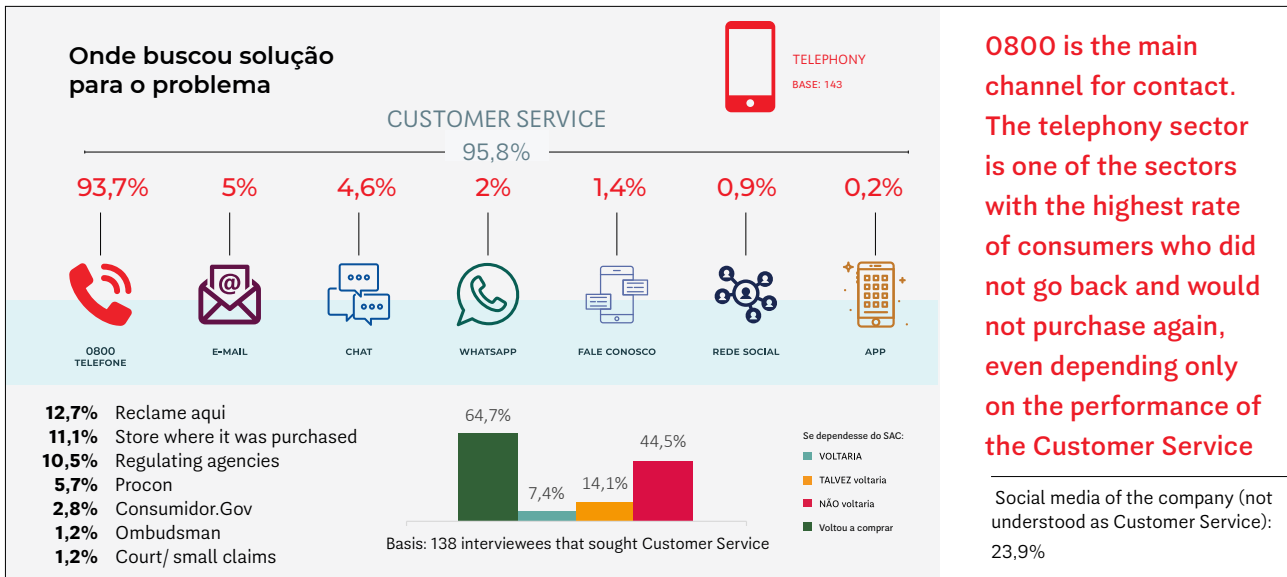 Onde buscou solução
para o problema
TELEPHONY
BASE: 143
CUSTOMER SERVICE
95,8%
93,7%
5%
4,6%
2%
1,4%
0,9%
0,2%
@
0800
TELEFONE
E-MAIL
CHAT
WHATSAPP
FALE CONOSCO
REDE SOCIAL
APP
12,7% Reclame aqui
11,1% Store where it was purchased
10,5% Regulating agencies
5,7% Procon
2,8% Consumidor.Gov
1,2% Ombudsman
1,2% Court/ small claims
64,7%
7,4%
14,1%
44,5%
Basis: 138 interviewees that sought Customer Service
Se dependesse do SAC:
VOLTARIA
TALVEZ voltaria
NÃO voltaria
Voltou a comprar
0800 is the main
channel for contact.
The telephony sector
is one of the sectors
with the highest rate
of consumers who did
not go back and would
not purchase again,
even depending only
on the performance of
the Customer Service
Social media of the company (not
understood as Customer Service):
23,9%